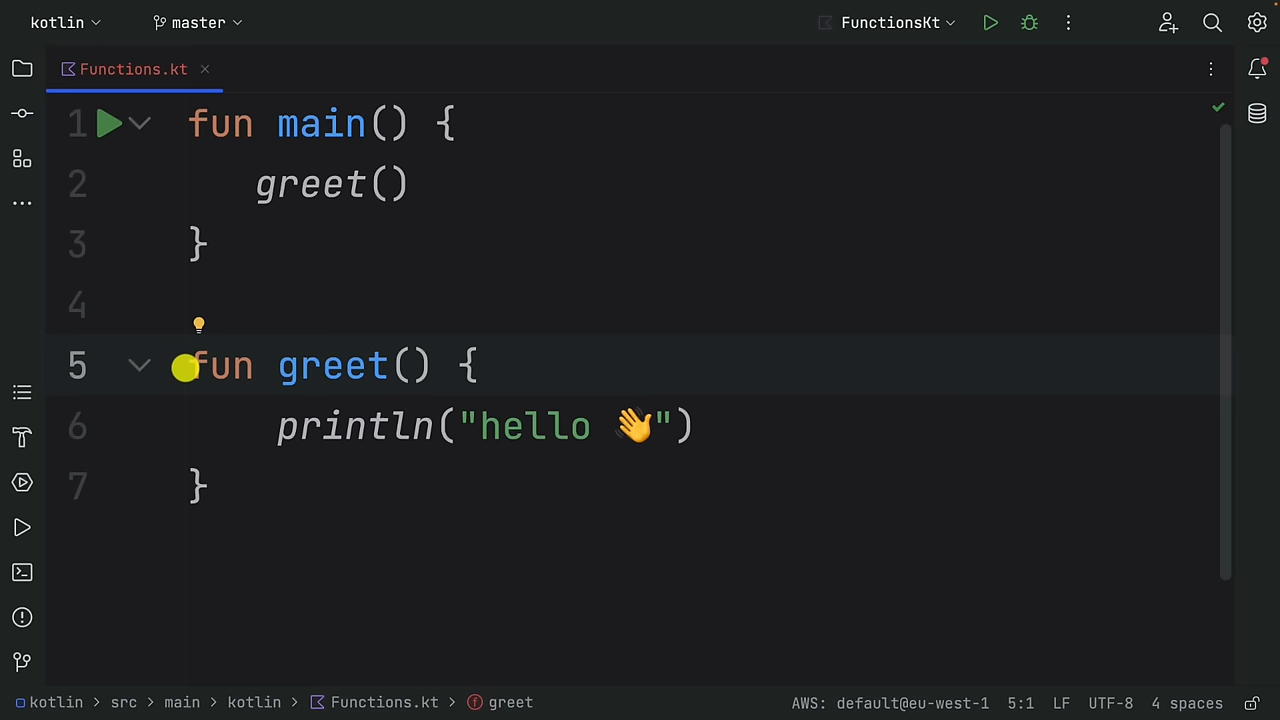 kotlin master FunctionsKt
Functions.kt
1 fun main() {
2 greet()
3 }
4
5 fun greet() {
6 println("hello 👋")
7 }
kotlin > src > main > kotlin > Functions.kt > greet AWS: default@eu-west-1 5:1 LF UTF-8 4 spaces